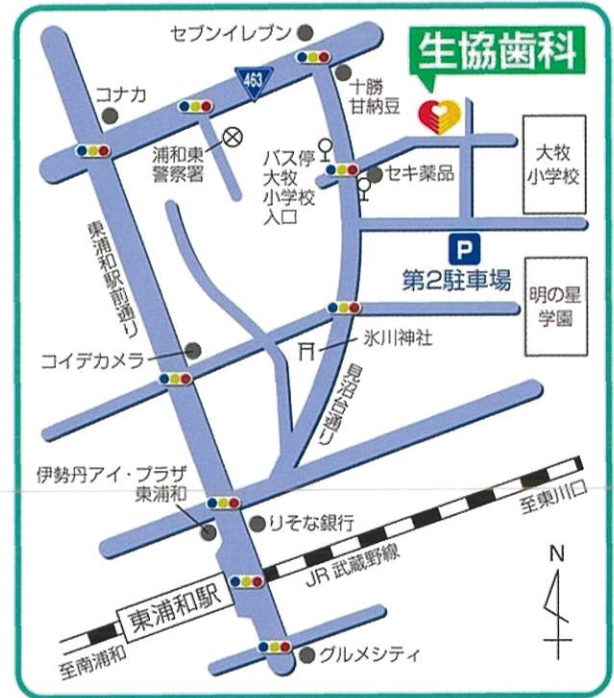 セブンイレブン
生協歯科
463
コナカ
十勝
甘納豆
浦和東
警察署
バス停
大牧
小学校
入口
セキ薬品
大牧
小学校
東浦和駅前通り
P
第2駐車場
明の星
学園
氷川神社
コイデカメラ
見沼台通り
伊勢丹アイ・プラザ
東浦和
りそな銀行
至東川口
JR 武蔵野線
N
東浦和駅
至南浦和
グルメシティ